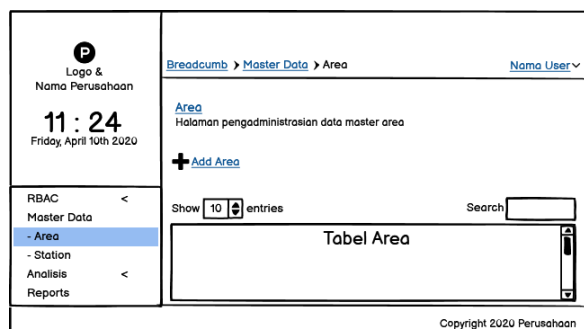 P
Logo &
Nama Perusahaan
11 : 24
Friday, April 10th 2020
RBAC <
Master Data
- Area
- Station
Analisis <
Reports
Breadcumb > Master Data > Area
Nama User
Area
Halaman pengadministrasian data master area
Add Area
Show 10 entries
Search
Tabel Area
Copyright 2020 Perusahaan